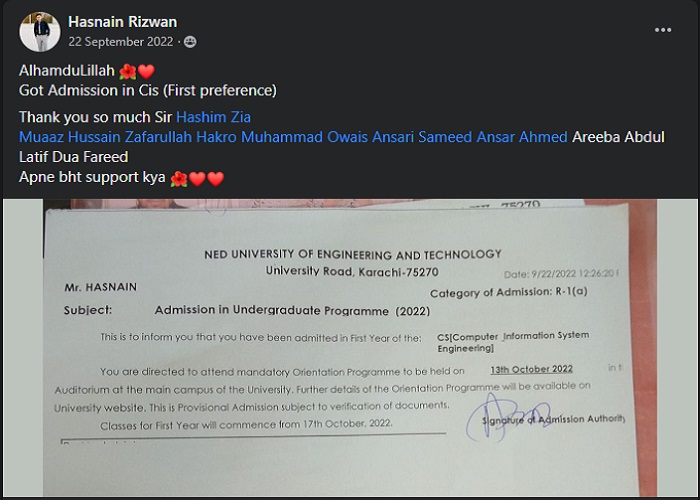 Hasnain Rizwan
22 September 2022 ·
AlhamduLillah 🌺❤️
Got Admission in Cis (First preference)
Thank you so much Sir Hashim Zia
Muaaz Hussain Zafarullah Hakro Muhammad Owais Ansari Sameed Ansar Ahmed Areeba Abdul
Latif Dua Fareed
Apne bht support kya 🌺❤️❤️
75270
NED UNIVERSITY OF ENGINEERING AND TECHNOLOGY
University Road, Karachi-75270
Date: 9/22/2022 12:26:20
Mr. HASNAIN
Category of Admission: R-1(a)
Subject: Admission in Undergraduate Programme (2022)
This is to inform you that you have been admitted in First Year of the: CS[Computer Information System
Engineering]
You are directed to attend mandatory Orientation Programme to be held on 13th October 2022 in t
Auditorium at the main campus of the University. Further details of the Orientation Programme will be available on
University website. This is Provisional Admission subject to verification of documents.
Signature of Admission Authority
Classes for First Year will commence from 17th October, 2022.